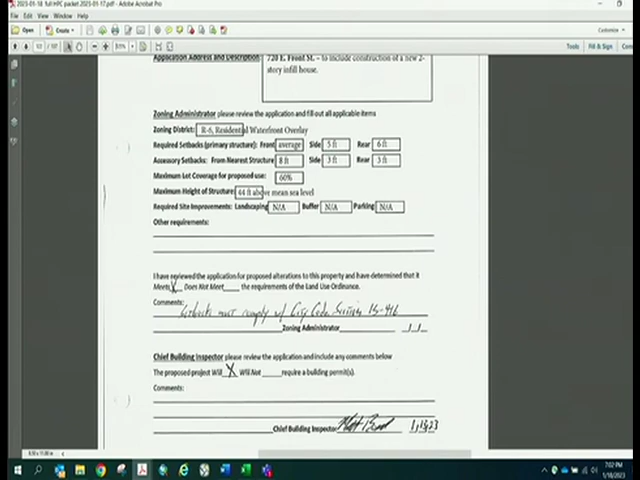 2023-01-18 full HPC packet 2023-01-17.pdf - Adobe Acrobat Pro
File Edit View Window Help
Open Create Customize
Tools Fill & Sign
Application Address and Description
720 E. Front St. – to include construction of a new 2-
story infill house.
Zoning Administrator please review the application and fill out all applicable items
Zoning District: R-6, Residential Waterfront Overlay
Required Setbacks (primary structure): Front average Side 5 ft Rear 6 ft
Accessory Setbacks: From Nearest Structure 8 ft Side 3 ft Rear 3 ft
Maximum Lot Coverage for proposed use: 60%
Maximum Height of Structure: 44 ft above mean sea level
Required Site Improvements: Landscaping N/A Buffer N/A Parking N/A
Other requirements:
I have reviewed the application for proposed alterations to this property and have determined that it
Meets X Does Not Meet the requirements of the Land Use Ordinance.
Comments: Setbacks must comply w/ City Code Section 15-916
Zoning Administrator
Chief Building Inspector please review the application and include any comments below
The proposed project Will X Will Not require a building permit(s).
Comments:
Chief Building Inspector
8.50 x 11.00 in
7:02 PM
1/18/2023